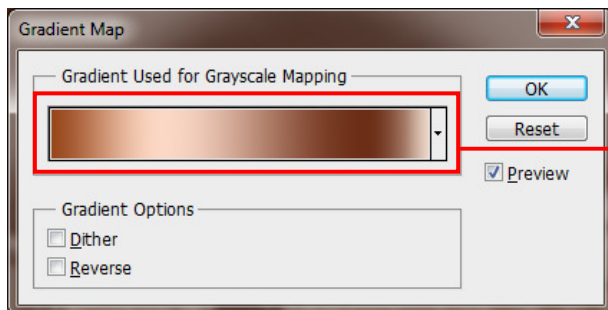 Gradient Map
Gradient Used for Grayscale Mapping
OK
Reset
Preview
Gradient Options
Dither
Reverse